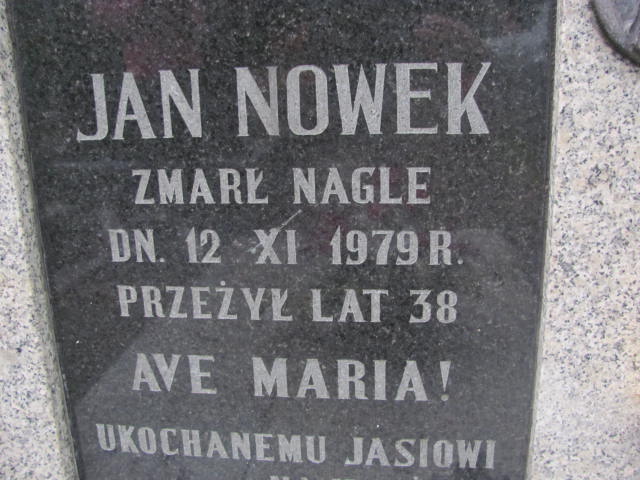 JAN NOWEK
ZMARŁ NAGLE
DN. 12 XI 1979 R.
PRZEŻYŁ LAT 38
AVE MARIA!
UKOCHANEMU JASIOWI